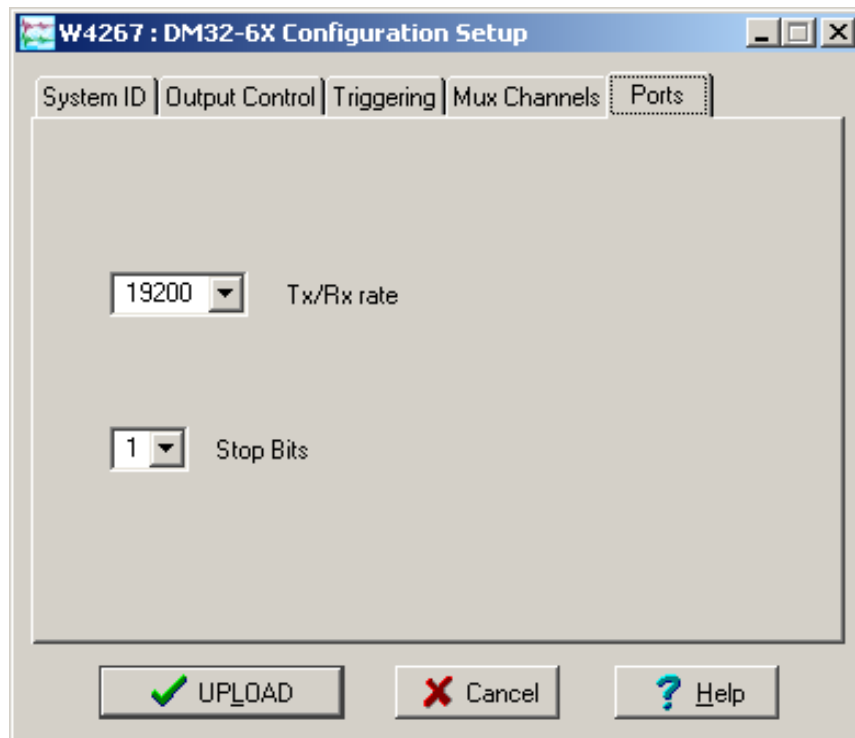 W4267 : DM32-6X Configuration Setup
System ID Output Control Triggering Mux Channels Ports
19200 Tx/Rx rate
1 Stop Bits
UPLOAD Cancel ? Help